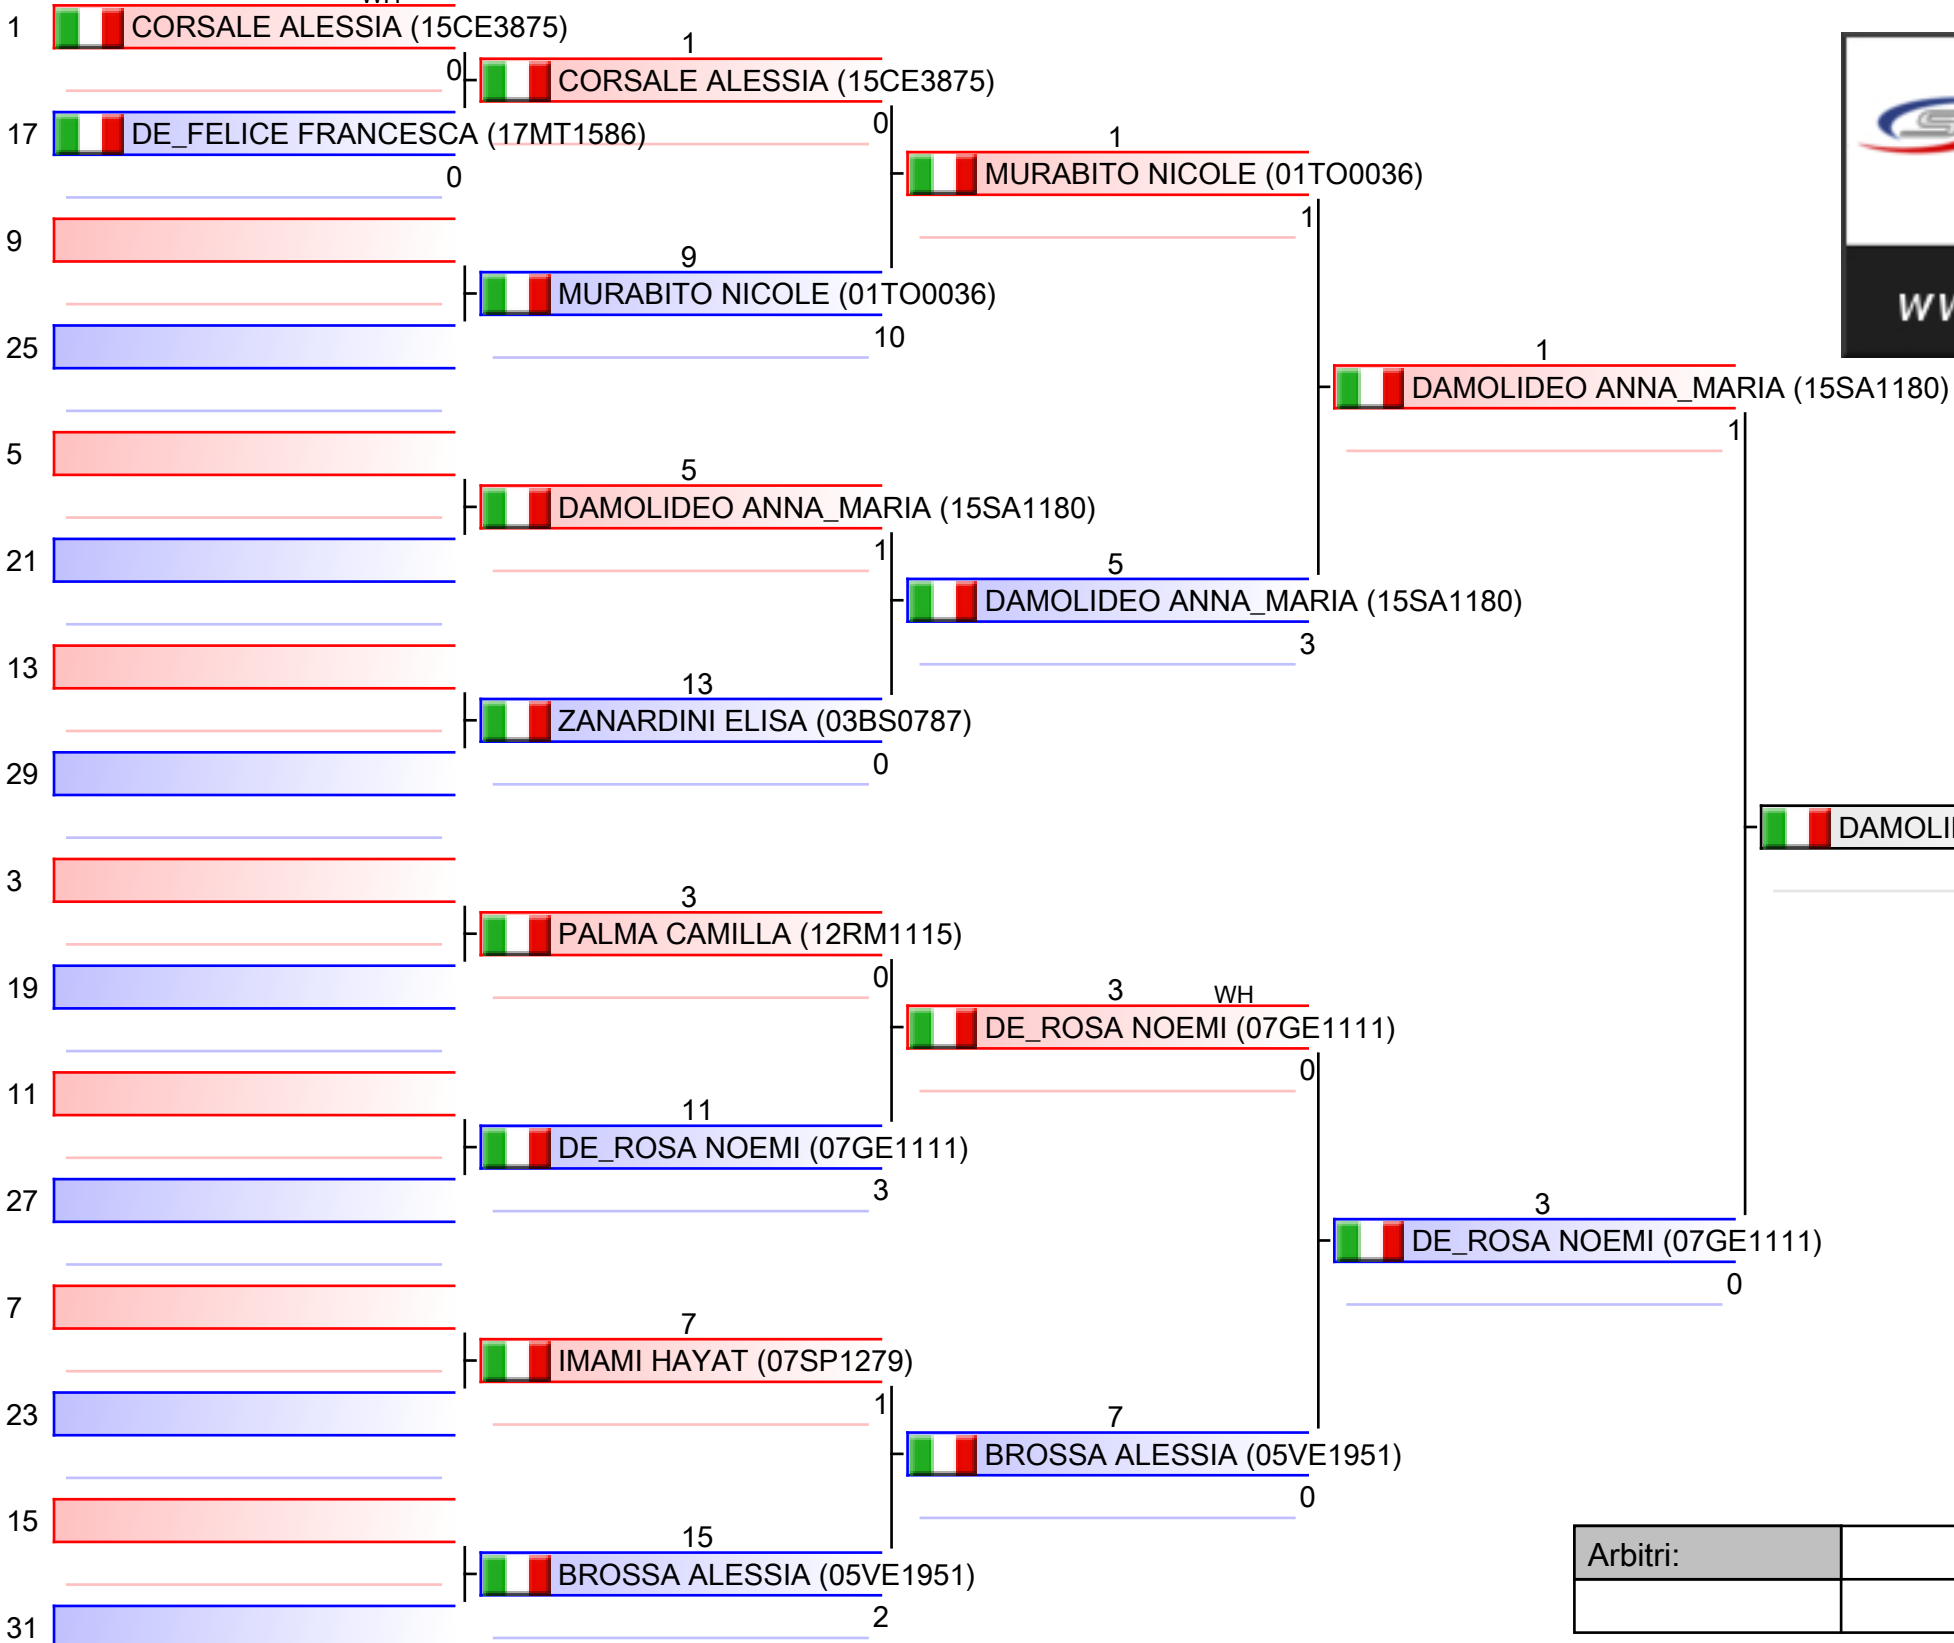 WH
1 CORSALE ALESSIA (15CE3875)
0
17 DE_FELICE FRANCESCA (17MT1586)
0
9
25
5
21
13
29
3
19
11
27
7
23
15
31
1
CORSALE ALESSIA (15CE3875)
0
9
MURABITO NICOLE (01TO0036)
10
5
DAMOLIDEO ANNA_MARIA (15SA1180)
1
13
ZANARDINI ELISA (03BS0787)
0
3
PALMA CAMILLA (12RM1115)
0
11
DE_ROSA NOEMI (07GE1111)
3
7
IMAMI HAYAT (07SP1279)
1
15
BROSSA ALESSIA (05VE1951)
2
1
MURABITO NICOLE (01TO0036)
1
5
DAMOLIDEO ANNA_MARIA (15SA1180)
3
3 WH
DE_ROSA NOEMI (07GE1111)
0
7
BROSSA ALESSIA (05VE1951)
0
1
DAMOLIDEO ANNA_MARIA (15SA1180)
1
3
DE_ROSA NOEMI (07GE1111)
0
Arbitri: